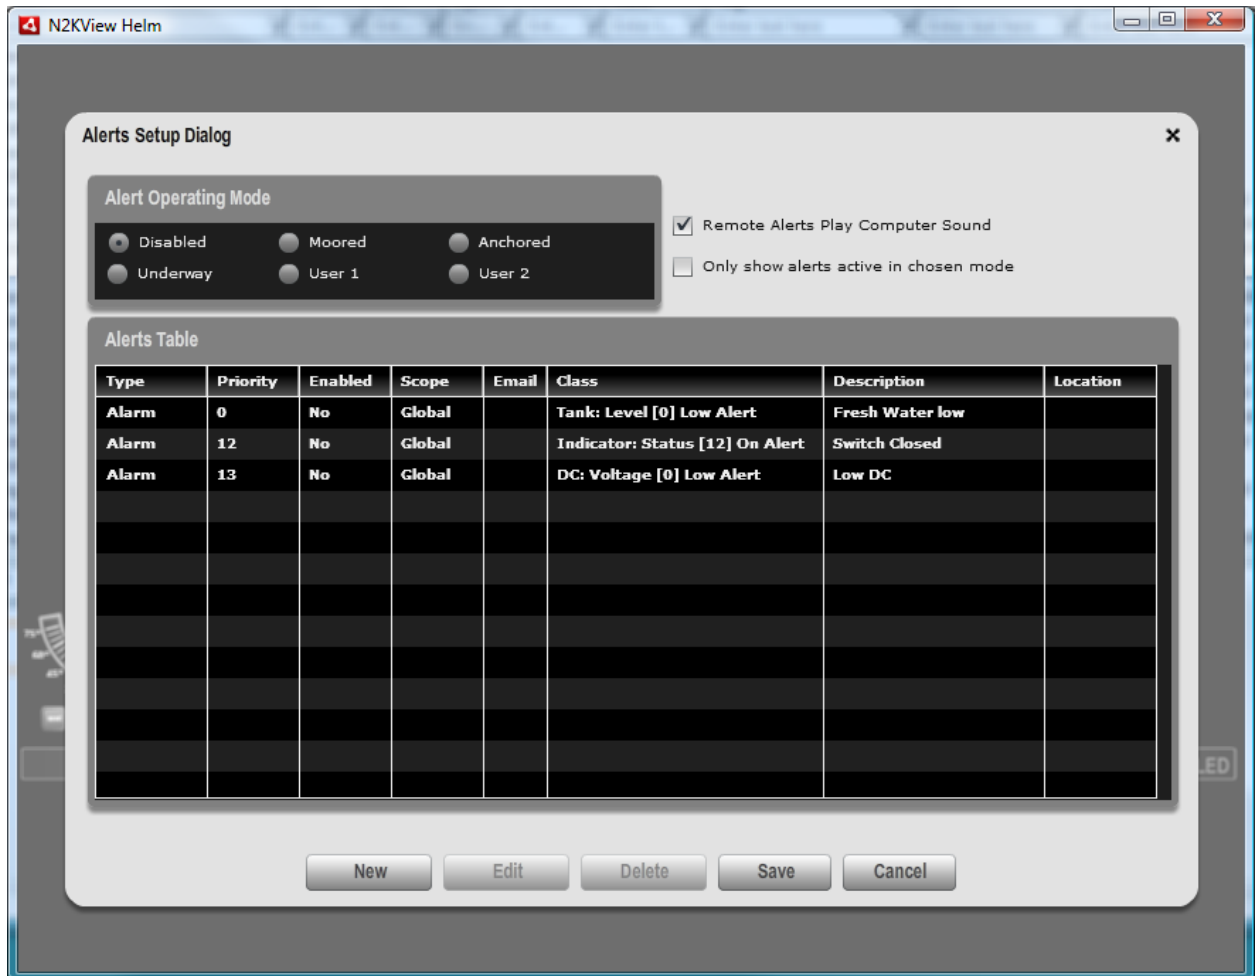 N2KView Helm
Alerts Setup Dialog
Alert Operating Mode
Disabled Moored Anchored
Underway User 1 User 2
Remote Alerts Play Computer Sound
Only show alerts active in chosen mode
Alerts Table
Type Priority Enabled Scope Email Class Description Location
Alarm 0 No Global Tank: Level [0] Low Alert Fresh Water low
Alarm 12 No Global Indicator: Status [12] On Alert Switch Closed
Alarm 13 No Global DC: Voltage [0] Low Alert Low DC
LED
New Edit Delete Save Cancel